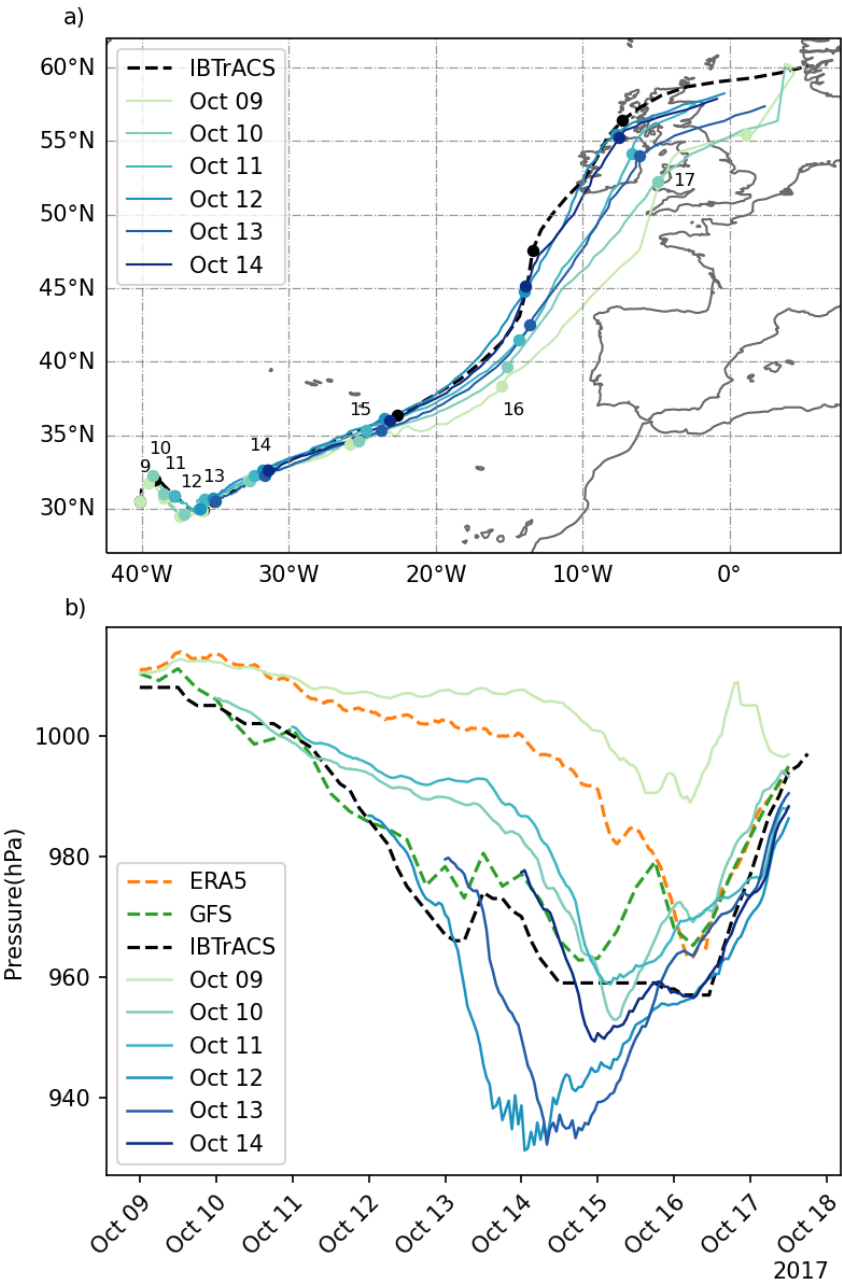 a)
60°N
55°N
50°N
45°N
40°N
35°N
30°N
IBTrACS
Oct 09
Oct 10
Oct 11
Oct 12
Oct 13
Oct 14
17
16
15
14
13
12
11
10
9
40°W
30°W
20°W
10°W
0°
b)
Pressure(hPa)
1000
980
960
940
ERA5
GFS
IBTrACS
Oct 09
Oct 10
Oct 11
Oct 12
Oct 13
Oct 14
Oct 09
Oct 10
Oct 11
Oct 12
Oct 13
Oct 14
Oct 15
Oct 16
Oct 17
Oct 18
2017